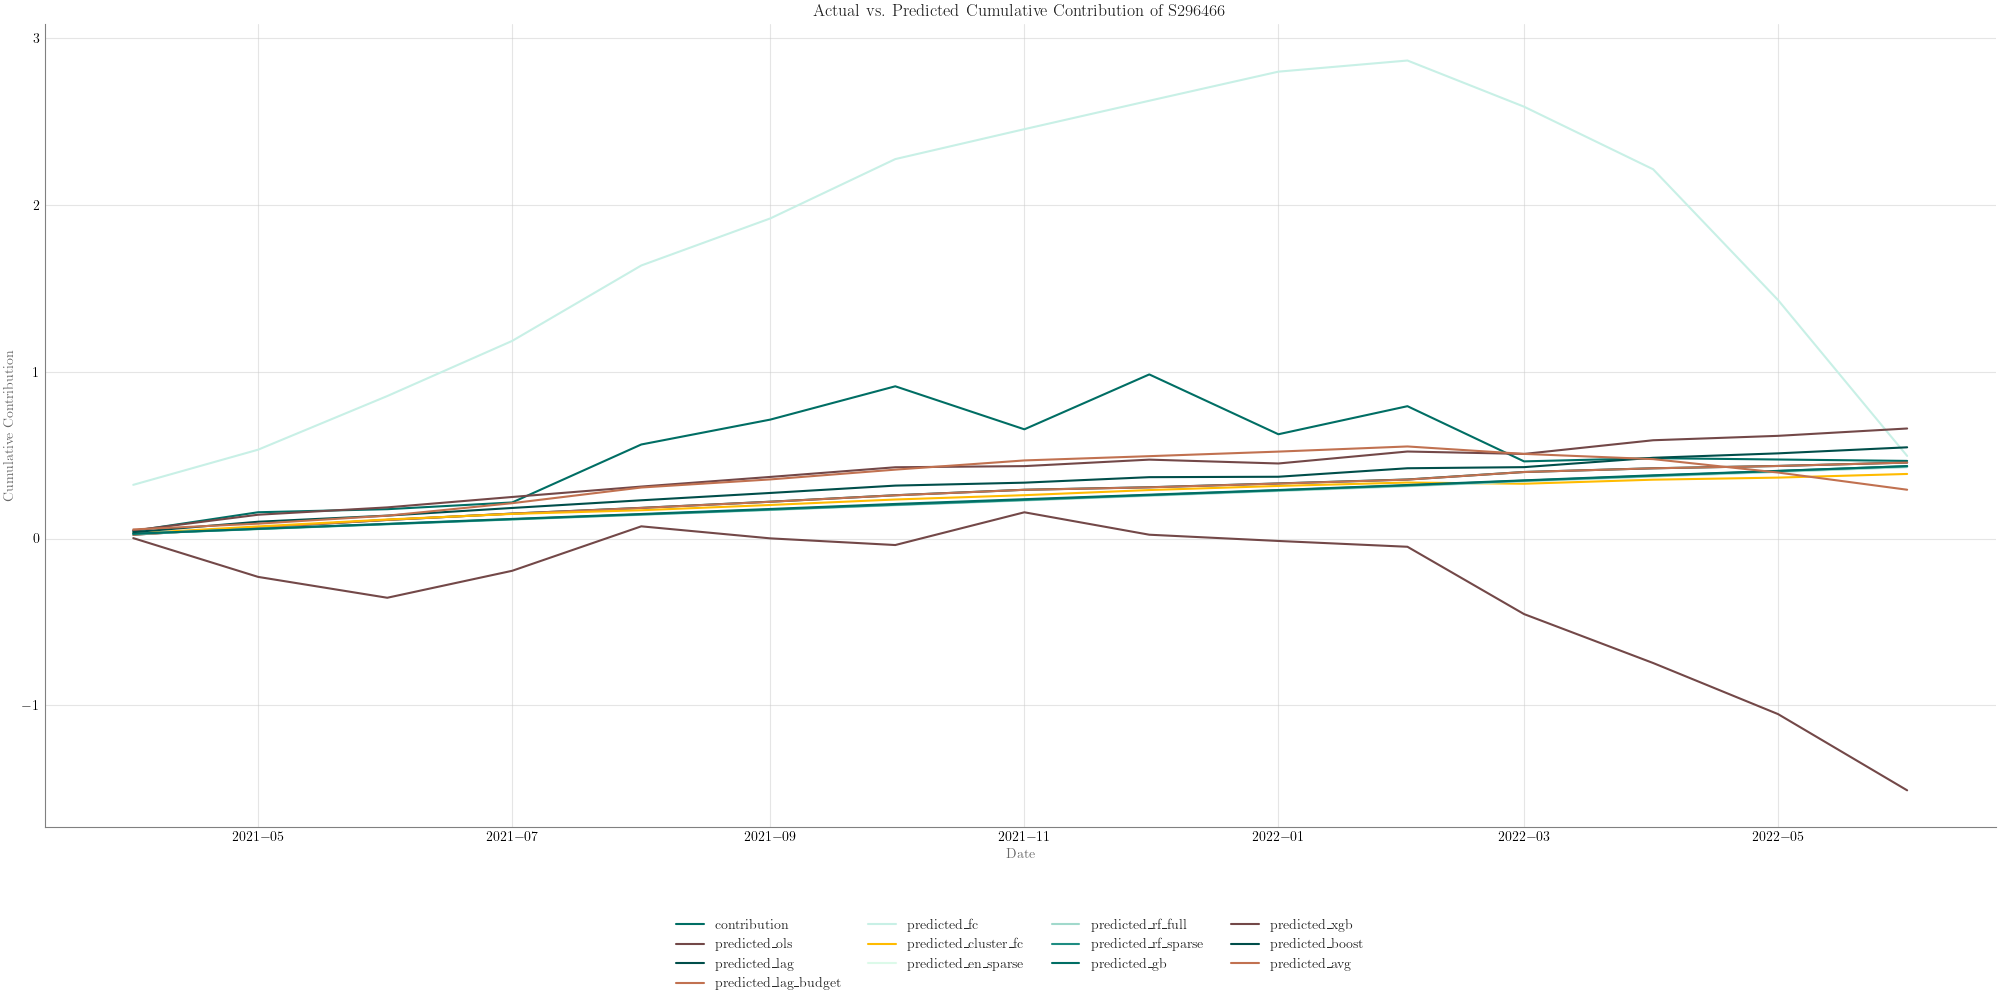 Actual vs. Predicted Cumulative Contribution of S296466
Cumulative Contribution
3
2
1
0
−1
2021−05 2021−07 2021−09 2021−11 2022−01 2022−03 2022−05
Date
contribution predicted_fc predicted_rf_full predicted_xgb
predicted_ols predicted_cluster_fc predicted_rf_sparse predicted_boost
predicted_lag predicted_en_sparse predicted_gb predicted_avg
predicted_lag_budget